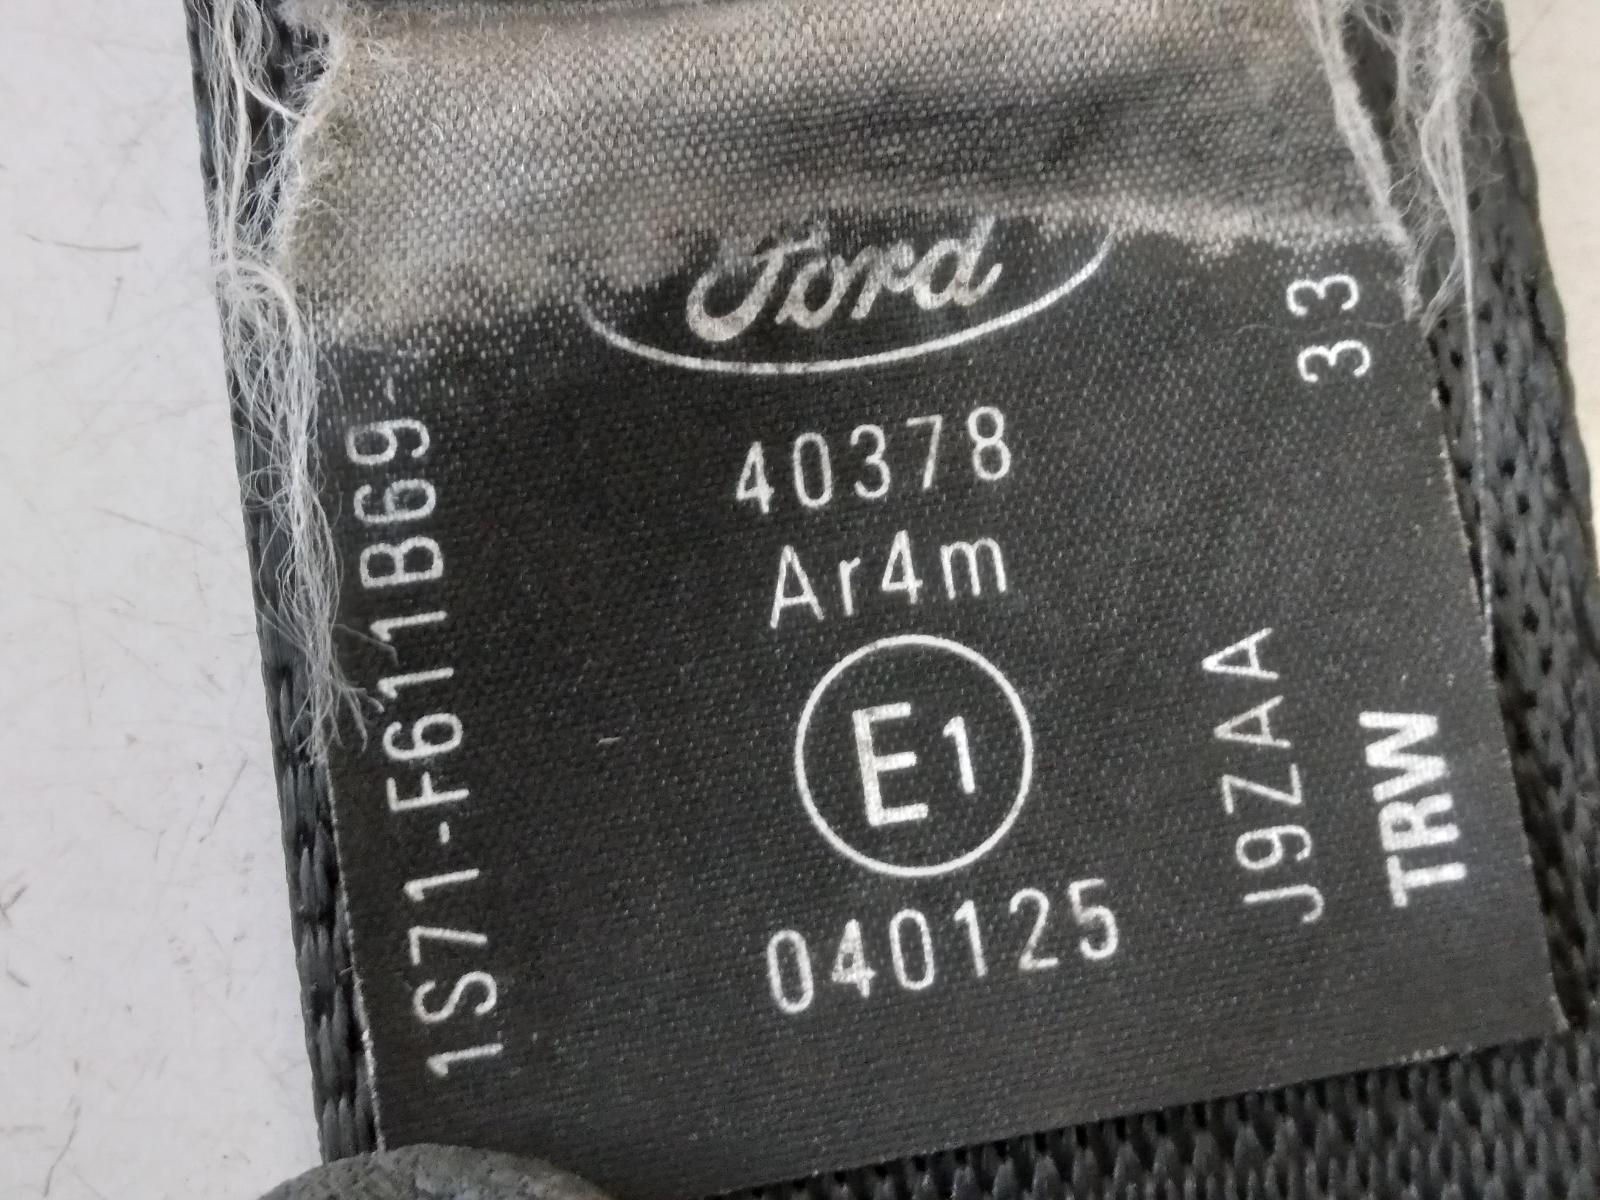 Ford
40378
Ar4m
E1
040125
1S71-F611B69-
33
J9ZAA
TRW